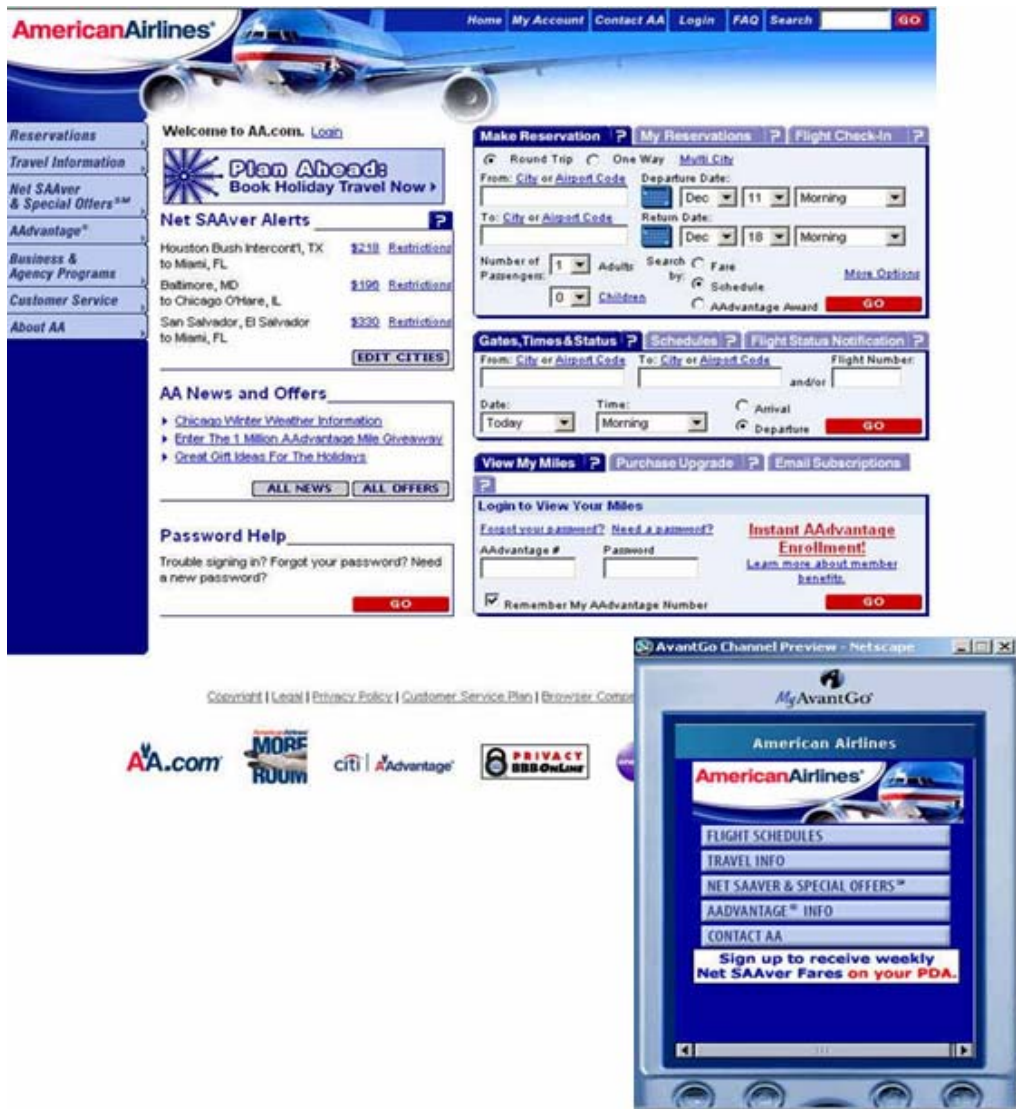 AmericanAirlines®
Home My Account Contact AA Login FAQ Search GO
Reservations
Travel Information
Net SAAver
& Special Offers℠
AAdvantage®
Business &
Agency Programs
Customer Service
About AA
Welcome to AA.com. Login
Plan Ahead:
Book Holiday Travel Now
Net SAAver Alerts ?
Houston Bush Intercont'l, TX $218 Restrictions
to Miami, FL
Baltimore, MD $196 Restrictions
to Chicago O'Hare, IL
San Salvador, El Salvador $330 Restrictions
to Miami, FL
EDIT CITIES
AA News and Offers
Chicago Winter Weather Information
Enter The 1 Million AAdvantage Mile Giveaway
Great Gift Ideas For The Holidays
ALL NEWS ALL OFFERS
Password Help
Trouble signing in? Forgot your password? Need
a new password?
GO
Make Reservation ? My Reservations ? Flight Check-In ?
Round Trip One Way Multi City
From: City or Airport Code Departure Date:
Dec 11 Morning
To: City or Airport Code Return Date:
Dec 18 Morning
Number of Passengers: 1 Adults Search by: Fare
Schedule More Options
0 Children AAdvantage Award GO
Gates, Times & Status ? Schedules ? Flight Status Notification ?
From: City or Airport Code To: City or Airport Code Flight Number:
and/or
Date: Time: Arrival
Today Morning Departure GO
View My Miles ? Purchase Upgrade ? Email Subscriptions
?
Login to View Your Miles
Forgot your password? Need a password? Instant AAdvantage
Enrollment!
AAdvantage # Password Learn more about member
benefits.
Remember My AAdvantage Number GO
Copyright | Legal | Privacy Policy | Customer Service Plan | Browser
AA.com
MORE
ROOM
citi AAdvantage®
PRIVACY
BBBONLINE
AvantGo Channel Preview - Netscape
MyAvantGo
American Airlines
AmericanAirlines®
FLIGHT SCHEDULES
TRAVEL INFO
NET SAAVER & SPECIAL OFFERS℠
AADVANTAGE® INFO
CONTACT AA
Sign up to receive weekly
Net SAAver Fares on your PDA.